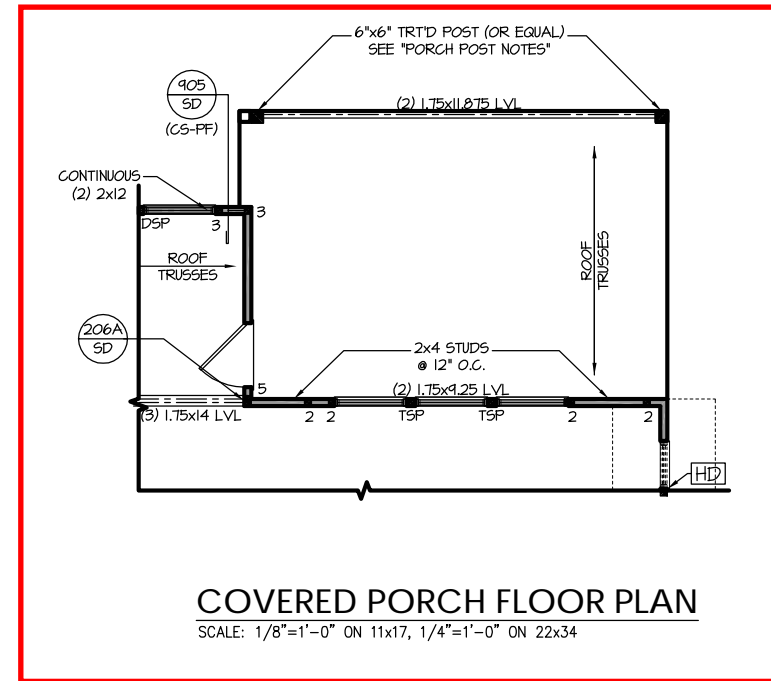 6"x6" TRT'D POST (OR EQUAL)
SEE "PORCH POST NOTES"
905
SD
(CS-PF)
(2) 1.75x11.875 LVL
CONTINUOUS
(2) 2x12
DSP
3
3
ROOF
TRUSSES
ROOF
TRUSSES
206A
SD
2x4 STUDS
@ 12" O.C.
5
(2) 1.75x9.25 LVL
(3) 1.75x14 LVL
2
2
TSP
TSP
2
2
HD
COVERED PORCH FLOOR PLAN
SCALE: 1/8"=1'-0" ON 11x17, 1/4"=1'-0" ON 22x34